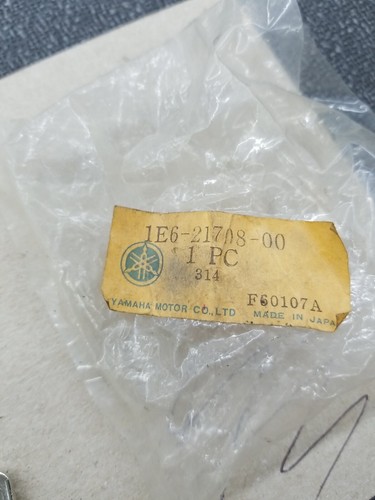 1E6-21708-00
1 PC
314
F60107A
YAMAHA MOTOR CO.,LTD MADE IN JAPAN